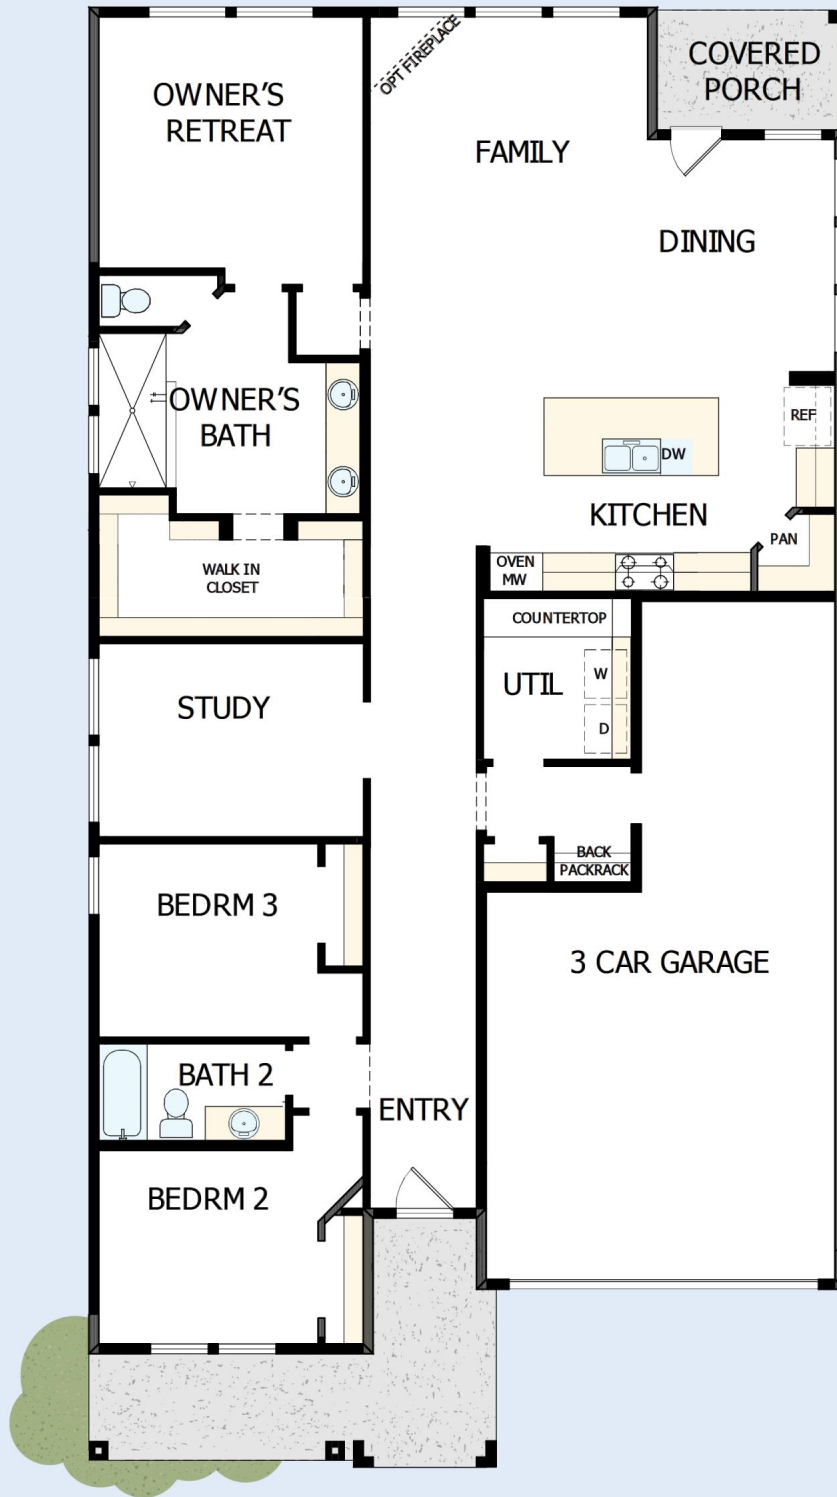 OWNER'S
RETREAT
OPT FIREPLACE
COVERED
PORCH
FAMILY
DINING
OWNER'S
BATH
REF
DW
KITCHEN
PAN
OVEN
MW
WALK IN
CLOSET
COUNTERTOP
UTIL
W
D
STUDY
BACK
PACKRACK
BEDRM 3
3 CAR GARAGE
BATH 2
ENTRY
BEDRM 2